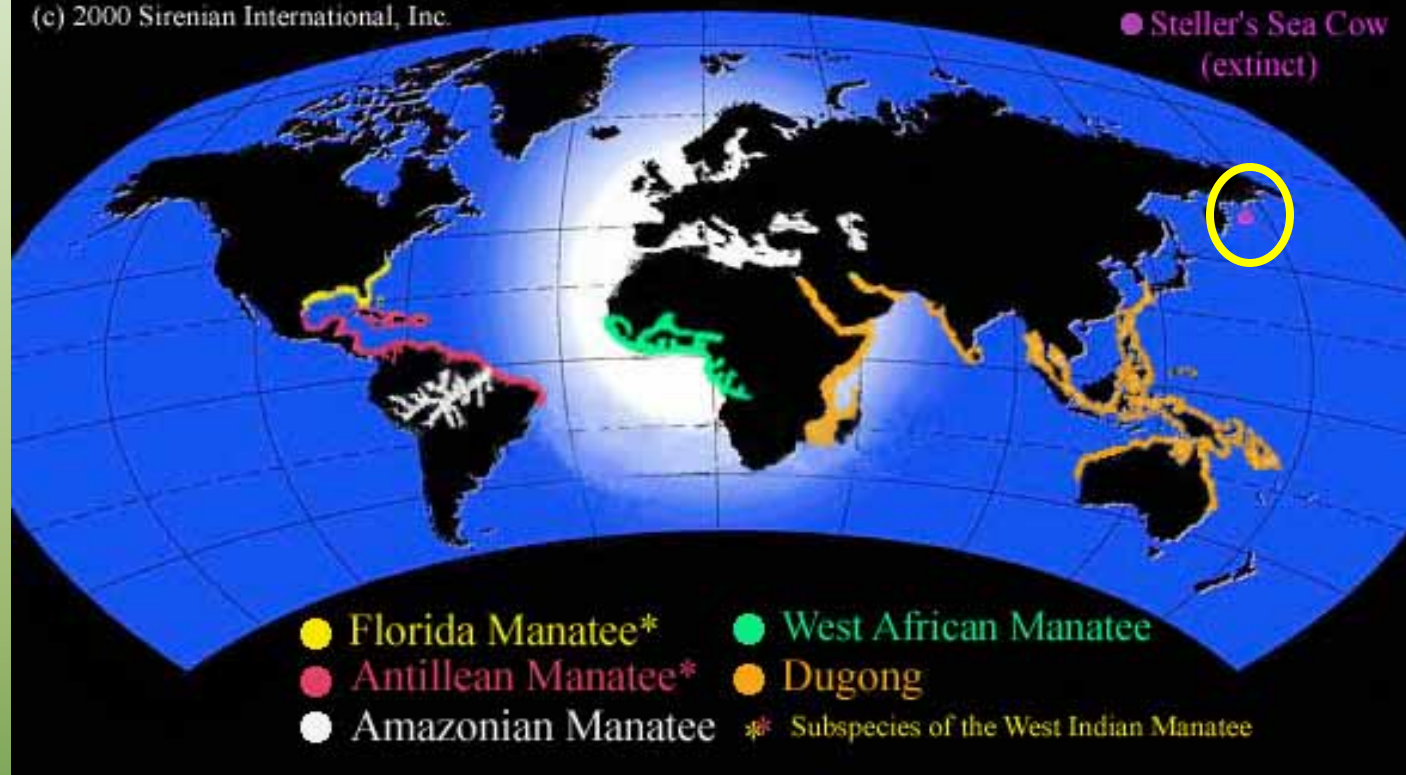 (c) 2000 Sirenian International, Inc.
Steller's Sea Cow
(extinct)
Florida Manatee*
Antillean Manatee*
Amazonian Manatee
West African Manatee
Dugong
** Subspecies of the West Indian Manatee